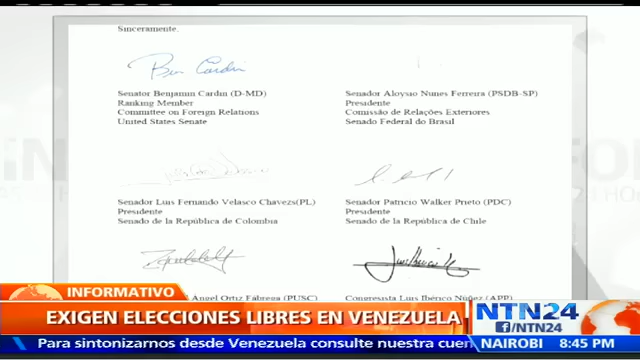 Sinceramente.
Ben Cardin
Senator Benjamin Cardin (D-MD)
Ranking Member
Committee on Foreign Relations
United States Senate
Senador Aloysio Nunes Ferreira (PSDB-SP)
Presidente
Comissão de Relações Exteriores
Senado Federal do Brasil
Senador Luis Fernando Velasco Chavezs(PL)
Presidente
Senado de la República de Colombia
Senador Patricio Walker Prieto (PDC)
Presidente
Senado de la República de Chile
Ángel Ortiz Fábrega (PUSC)
Congresista Luis Ibérico Núñez (APP)
INFORMATIVO
EXIGEN ELECCIONES LIBRES EN VENEZUELA
NTN24
f/NTN24
Para sintonizarnos desde Venezuela consulte nuestra cuen
NAIROBI 8:45 PM